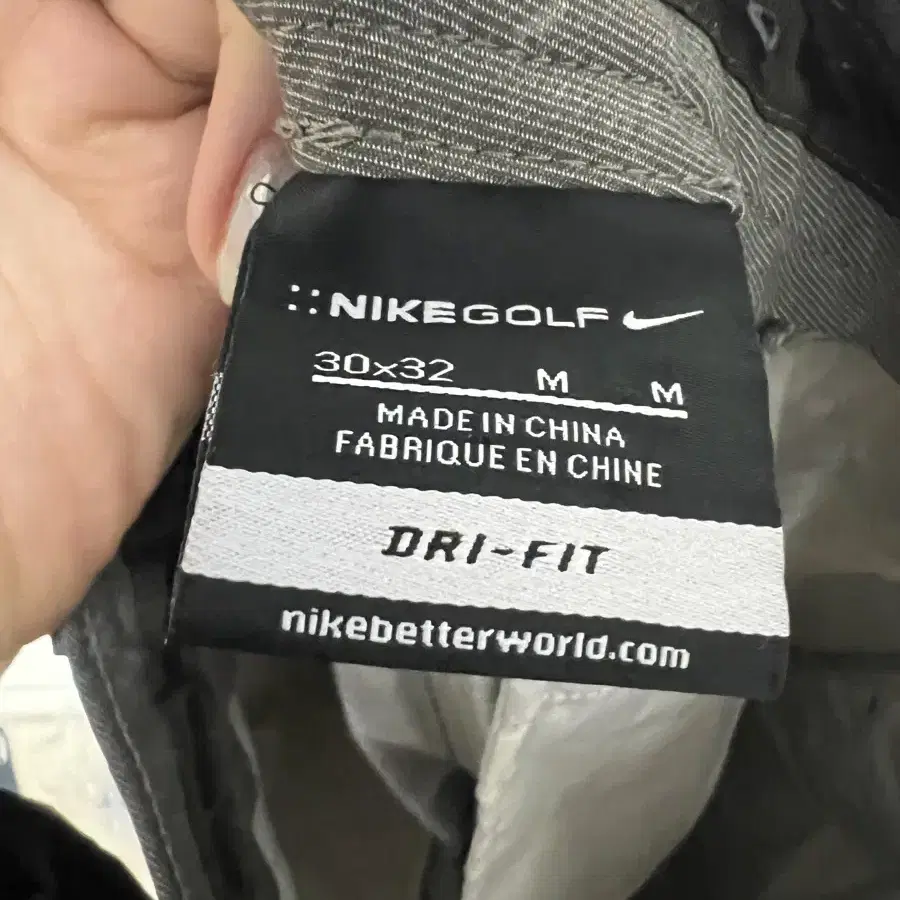 NIKEGOLF
30x32 M M
MADE IN CHINA
FABRIQUE EN CHINE
DRI-FIT
nikebetterworld.com